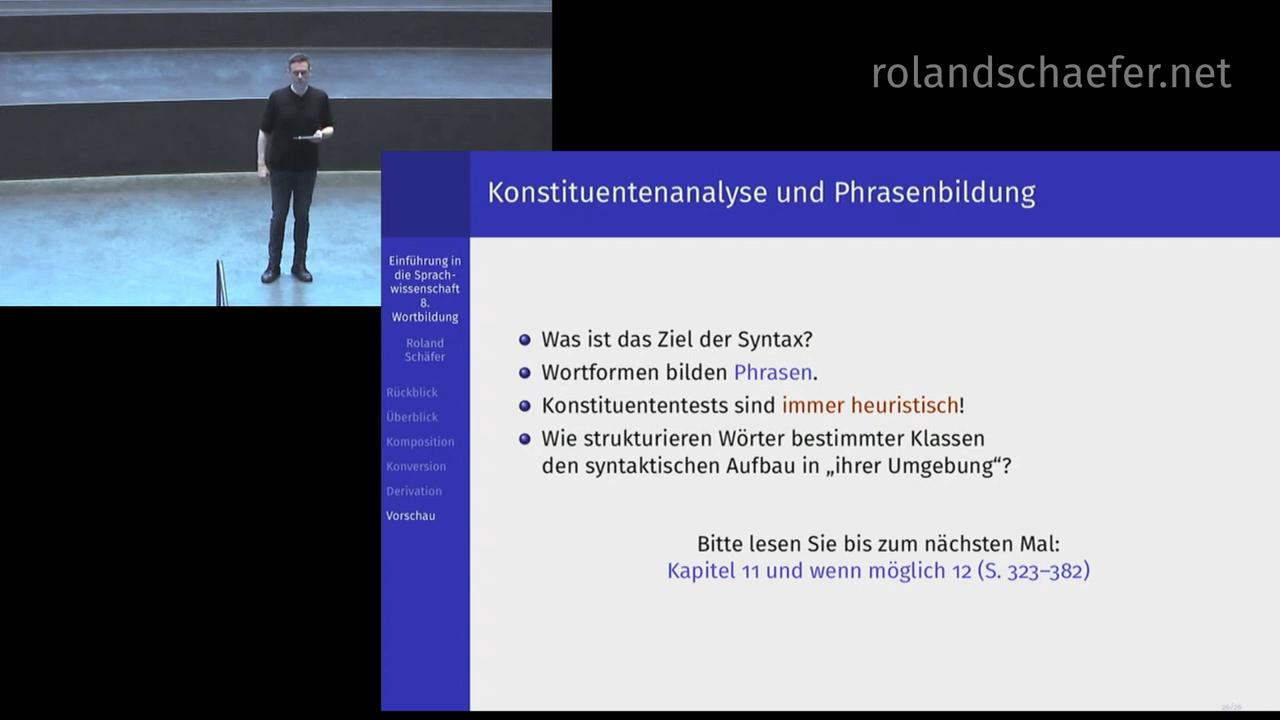 rolandschaefer.net
Konstituentenanalyse und Phrasenbildung
Einführung in
die Sprach-
wissenschaft
8.
Wortbildung
Roland
Schäfer
Rückblick
Überblick
Komposition
Konversion
Derivation
Vorschau
Was ist das Ziel der Syntax?
Wortformen bilden Phrasen.
Konstituententests sind immer heuristisch!
Wie strukturieren Wörter bestimmter Klassen
den syntaktischen Aufbau in „ihrer Umgebung“?
Bitte lesen Sie bis zum nächsten Mal:
Kapitel 11 und wenn möglich 12 (S. 323–382)